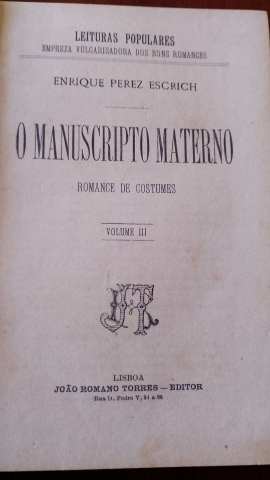 LEITURAS POPULARES
EMPREZA VULGARISADORA DOS BONS ROMANCES
ENRIQUE PEREZ ESCRICH
O MANUSCRIPTO MATERNO
ROMANCE DE COSTUMES
VOLUME III
LISBOA
JOÃO ROMANO TORRES — EDITOR
Rua D. Pedro V, 84 a 88